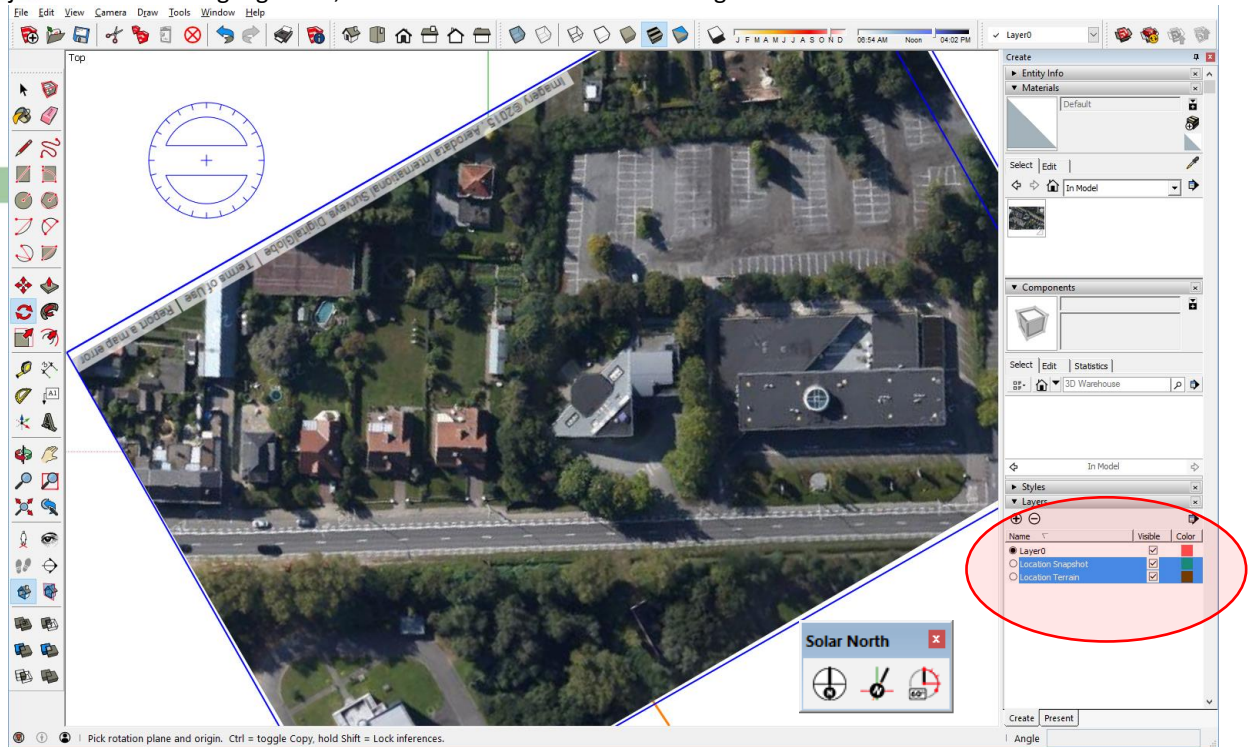 File Edit View Camera Draw Tools Window Help
J F M A M J J A S O N D 06:54 AM Noon 04:02 PM
Layer0
Top
Create
Entity Info
Materials
Default
Select Edit
In Model
Components
Select Edit Statistics
3D Warehouse
In Model
Styles
Layers
Name Visible Color
Layer0
Location Snapshot
Location Terrain
Imagery ©2015, Aerodata International Surveys, DigitalGlobe | Terms of Use | Report a map error
A1
Solar North
N
60°
Create Present
Pick rotation plane and origin. Ctrl = toggle Copy, hold Shift = Lock inferences.
Angle